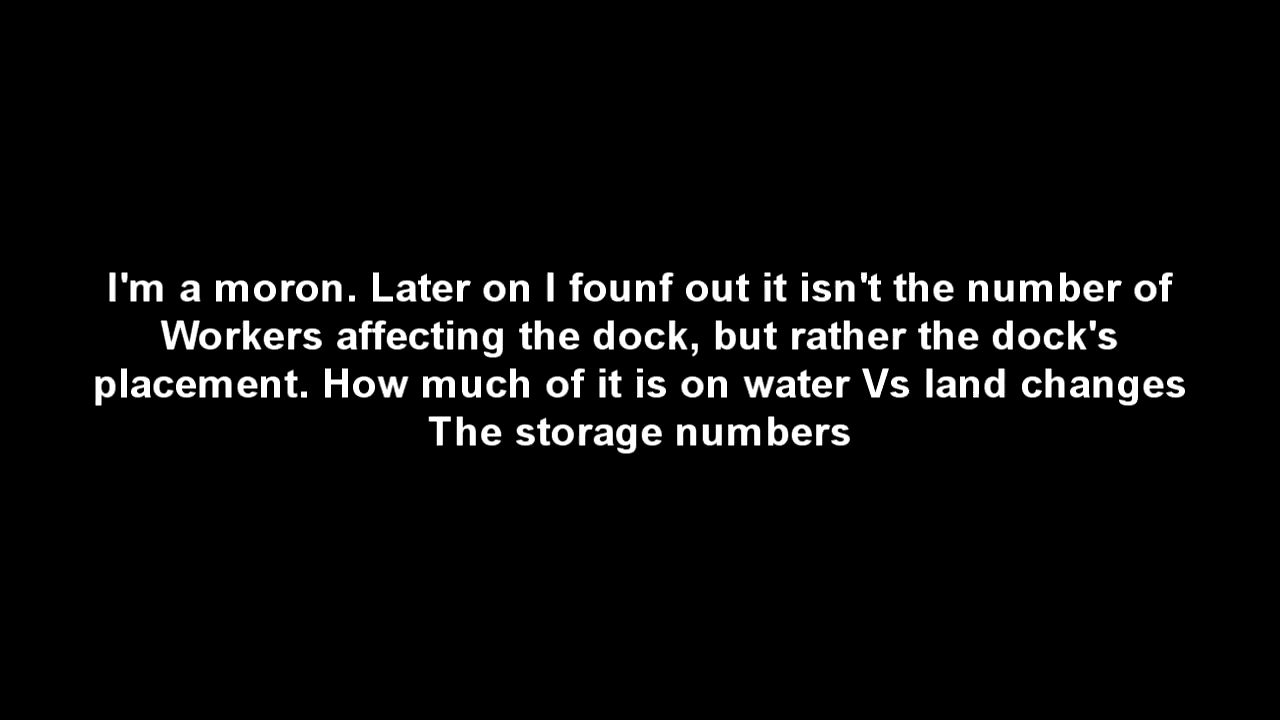 I'm a moron. Later on I founf out it isn't the number of
Workers affecting the dock, but rather the dock's
placement. How much of it is on water Vs land changes
The storage numbers